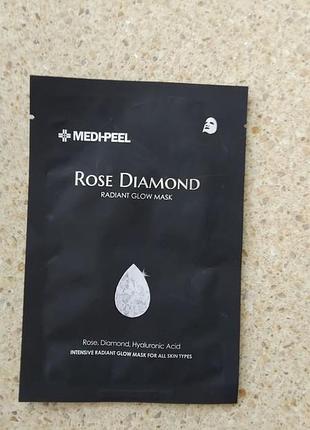 MEDI-PEEL
ROSE DIAMOND
RADIANT GLOW MASK
Rose, Diamond, Hyaluronic Acid
INTENSIVE RADIANT GLOW MASK FOR ALL SKIN TYPES